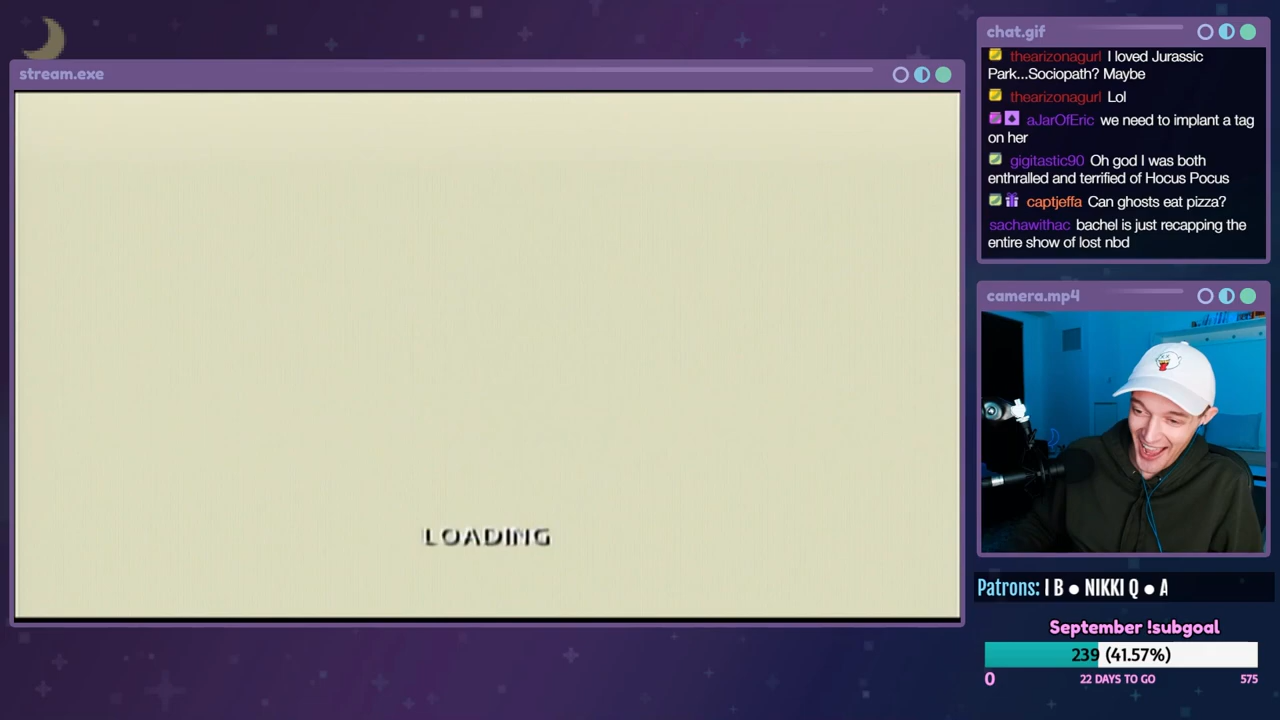 stream.exe
LOADING
chat.gif
thearizonagurl I loved Jurassic
Park...Sociopath? Maybe
thearizonagurl Lol
aJarOfEric we need to implant a tag
on her
gigitastic90 Oh god I was both
enthralled and terrified of Hocus Pocus
captjeffa Can ghosts eat pizza?
sachawithac bachel is just recapping the
entire show of lost nbd
camera.mp4
Patrons: I B ● NIKKI Q ● A
September !subgoal
239 (41.57%)
0 22 DAYS TO GO 575